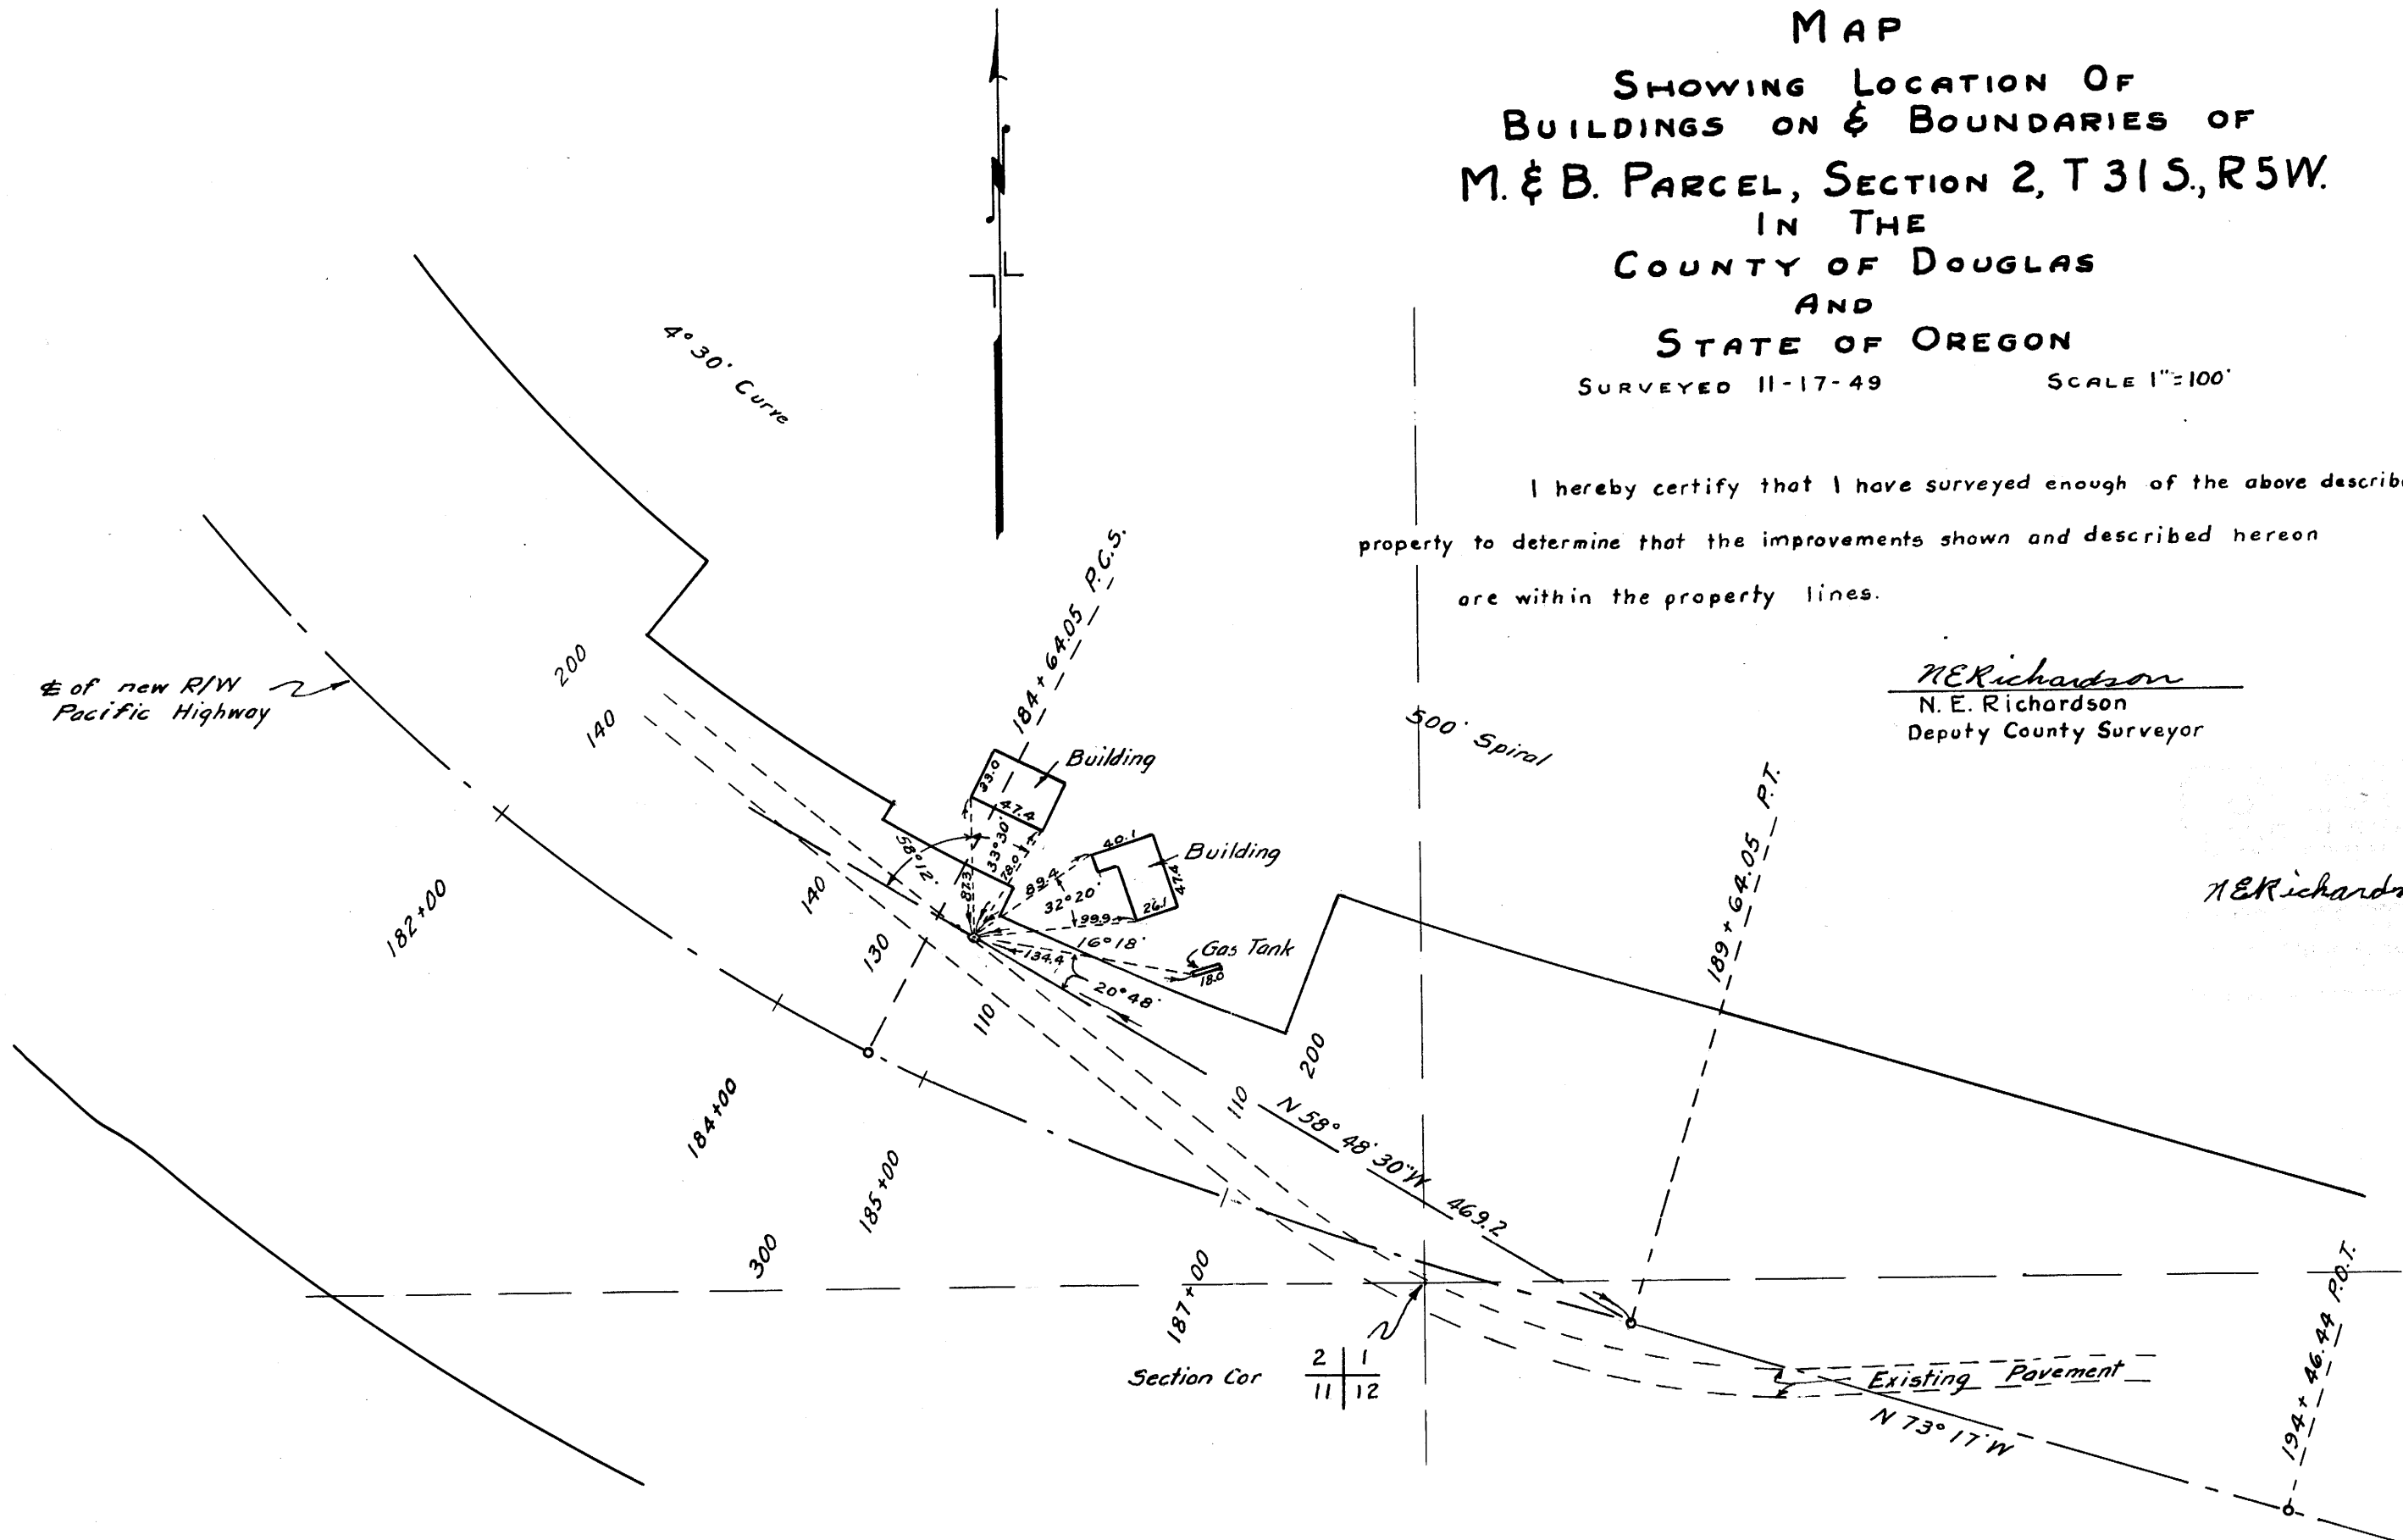 MAP
SHOWING LOCATION OF
BUILDINGS ON & BOUNDARIES OF
M. & B. PARCEL, SECTION 2, T 31 S., R 5 W.
IN THE
COUNTY OF DOUGLAS
AND
STATE OF OREGON
SURVEYED 11-17-49 SCALE 1"=100'
I hereby certify that I have surveyed enough of the above describe
property to determine that the improvements shown and described hereon
are within the property lines.
N E Richardson
N. E. Richardson
Deputy County Surveyor
N E Richards
4° 30' Curve
℄ of new R/W
Pacific Highway
200
140
184 + 64.05 P.C.S.
Building
33.0
47.4
58° 12'
33° 30'
87.3
78.0
40.1
Building
47.4
26.1
89.4
32° 20'
99.9
16° 18'
Gas Tank
18.0
134.4
20° 48'
500' Spiral
189 + 64.05 P.T.
182+00
140
130
110
184+00
185+00
300
187+00
200
110
N 58° 48' 30" W 469.2
Section Cor
2 1
11 12
Existing Pavement
N 73° 17' W
194 + 46.44 P.O.T.